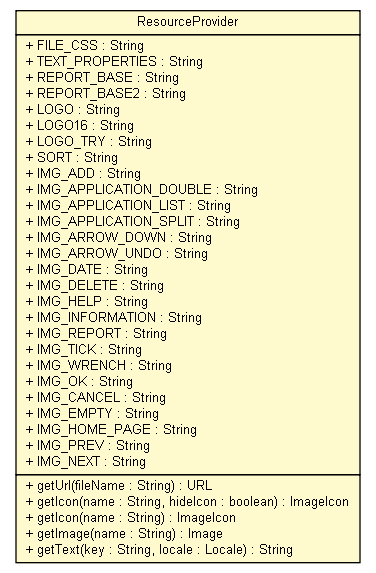 ResourceProvider
+ FILE_CSS : String
+ TEXT_PROPERTIES : String
+ REPORT_BASE : String
+ REPORT_BASE2 : String
+ LOGO : String
+ LOGO16 : String
+ LOGO_TRY : String
+ SORT : String
+ IMG_ADD : String
+ IMG_APPLICATION_DOUBLE : String
+ IMG_APPLICATION_LIST : String
+ IMG_APPLICATION_SPLIT : String
+ IMG_ARROW_DOWN : String
+ IMG_ARROW_UNDO : String
+ IMG_DATE : String
+ IMG_DELETE : String
+ IMG_HELP : String
+ IMG_INFORMATION : String
+ IMG_REPORT : String
+ IMG_TICK : String
+ IMG_WRENCH : String
+ IMG_OK : String
+ IMG_CANCEL : String
+ IMG_EMPTY : String
+ IMG_HOME_PAGE : String
+ IMG_PREV : String
+ IMG_NEXT : String
+ getUrl(fileName : String) : URL
+ getIcon(name : String, hideIcon : boolean) : ImageIcon
+ getIcon(name : String) : ImageIcon
+ getImage(name : String) : Image
+ getText(key : String, locale : Locale) : String